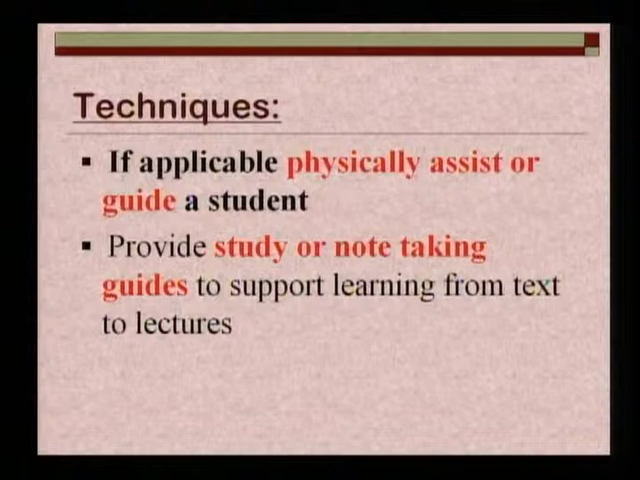 Techniques:
▪ If applicable physically assist or
guide a student
▪ Provide study or note taking
guides to support learning from text
to lectures